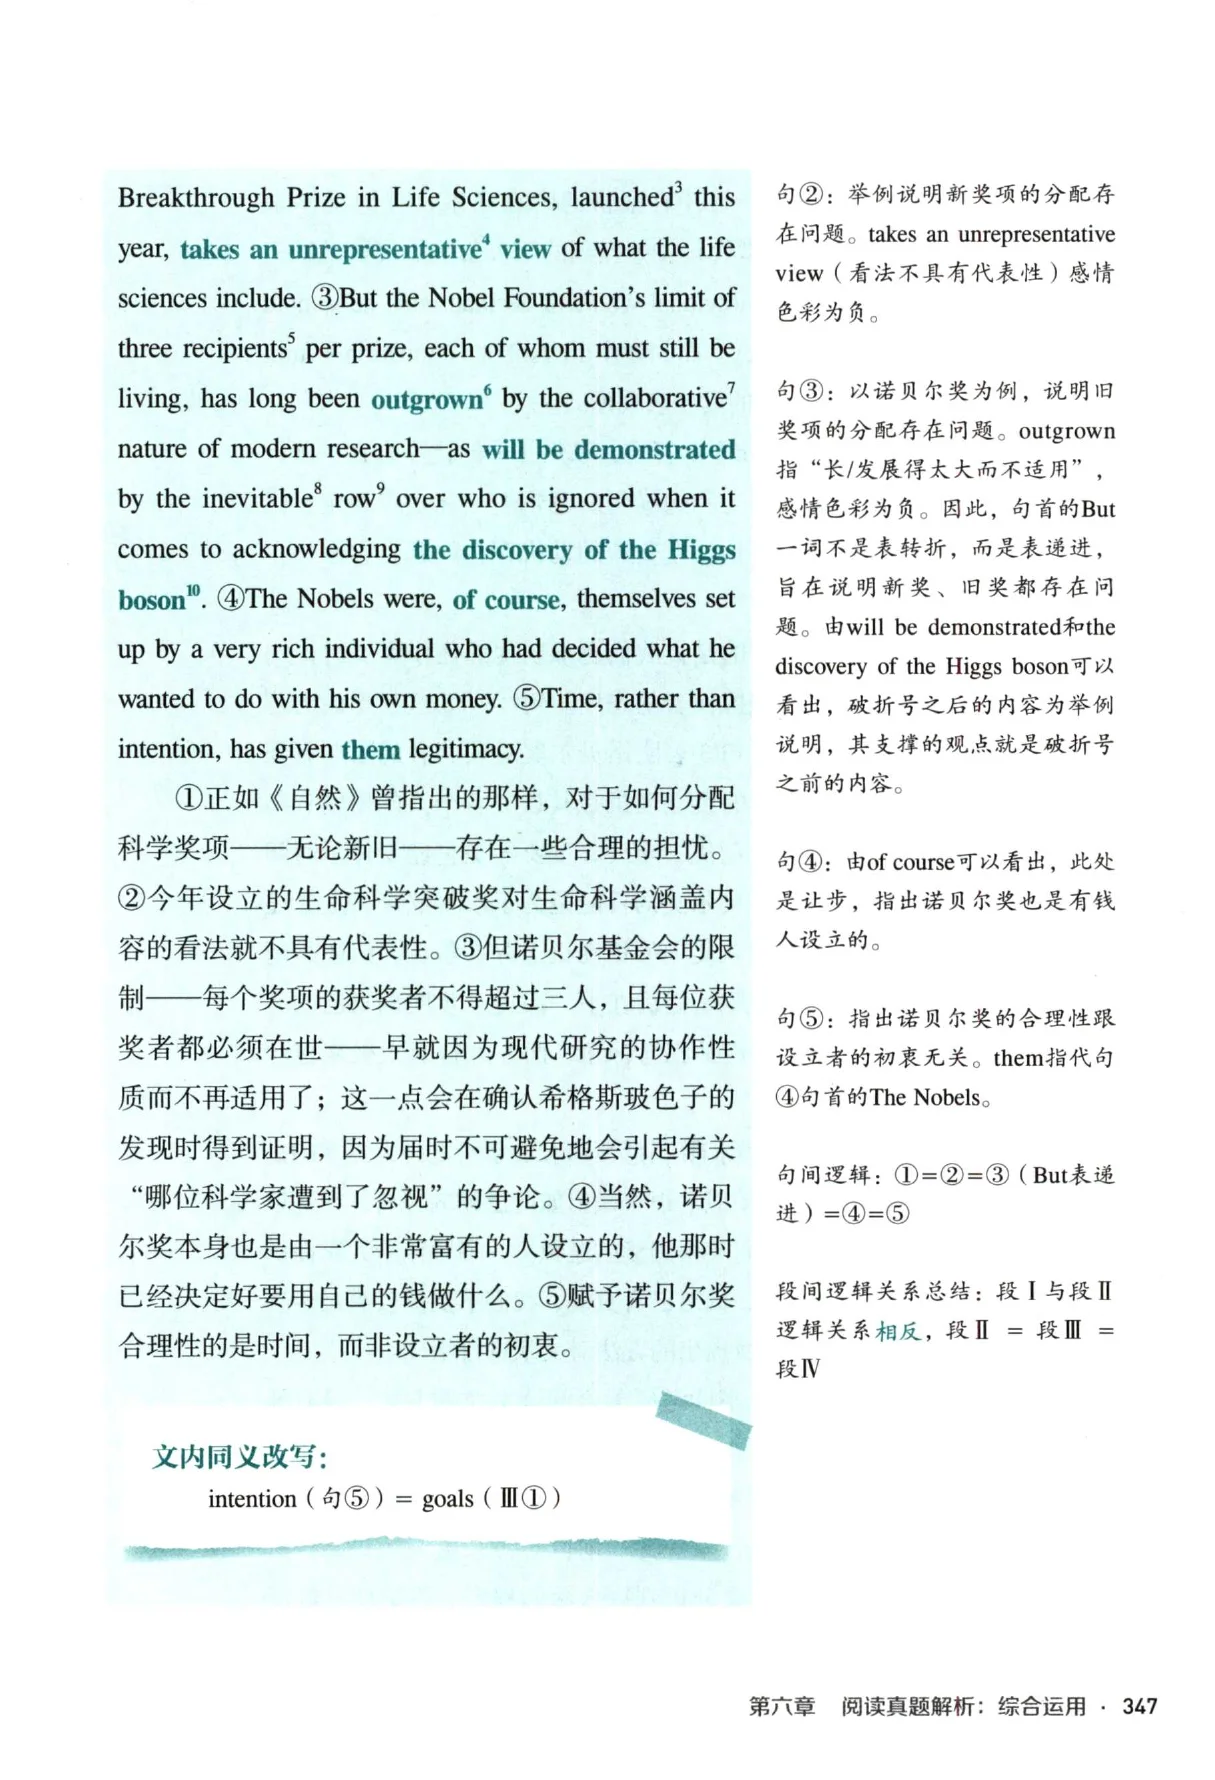 Breakthrough Prize in Life Sciences, launched³ this
year, takes an unrepresentative⁴ view of what the life
sciences include. ③But the Nobel Foundation's limit of
three recipients⁵ per prize, each of whom must still be
living, has long been outgrown⁶ by the collaborative⁷
nature of modern research—as will be demonstrated
by the inevitable⁸ row⁹ over who is ignored when it
comes to acknowledging the discovery of the Higgs
boson¹⁰. ④The Nobels were, of course, themselves set
up by a very rich individual who had decided what he
wanted to do with his own money. ⑤Time, rather than
intention, has given them legitimacy.
①正如《自然》曾指出的那样，对于如何分配
科学奖项——无论新旧——存在一些合理的担忧。
②今年设立的生命科学突破奖对生命科学涵盖内
容的看法就不具有代表性。③但诺贝尔基金会的限
制——每个奖项的获奖者不得超过三人，且每位获
奖者都必须在世——早就因为现代研究的协作性
质而不再适用了；这一点会在确认希格斯玻色子的
发现时得到证明，因为届时不可避免地会引起有关
“哪位科学家遭到了忽视”的争论。④当然，诺贝
尔奖本身也是由一个非常富有的人设立的，他那时
已经决定好要用自己的钱做什么。⑤赋予诺贝尔奖
合理性的是时间，而非设立者的初衷。
文内同义改写：
intention（句⑤）= goals（Ⅲ①）
句②：举例说明新奖项的分配存
在问题。takes an unrepresentative
view（看法不具有代表性）感情
色彩为负。
句③：以诺贝尔奖为例，说明旧
奖项的分配存在问题。outgrown
指“长/发展得太大而不适用”，
感情色彩为负。因此，句首的But
一词不是表转折，而是表递进，
旨在说明新奖、旧奖都存在问
题。由will be demonstrated和the
discovery of the Higgs boson可以
看出，破折号之后的内容为举例
说明，其支撑的观点就是破折号
之前的内容。
句④：由of course可以看出，此处
是让步，指出诺贝尔奖也是有钱
人设立的。
句⑤：指出诺贝尔奖的合理性跟
设立者的初衷无关。them指代句
④句首的The Nobels。
句间逻辑：①=②=③（But表递
进）=④=⑤
段间逻辑关系总结：段Ⅰ与段Ⅱ
逻辑关系相反，段Ⅱ = 段Ⅲ =
段Ⅳ
第六章 阅读真题解析：综合运用 · 347